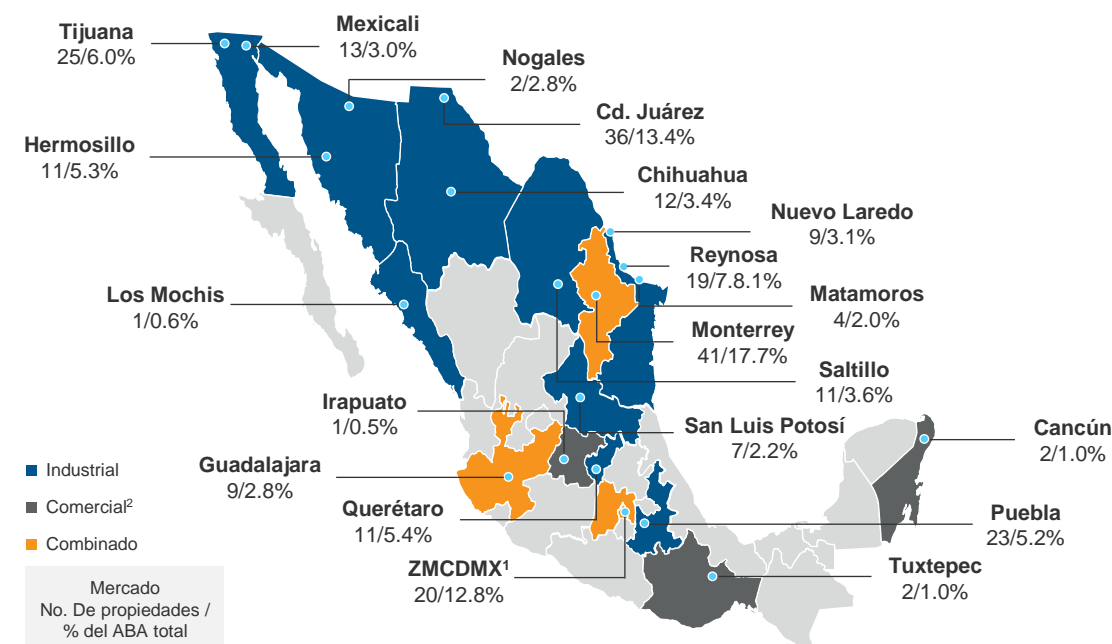 Tijuana
25/6.0%
Mexicali
13/3.0%
Nogales
2/2.8%
Cd. Juárez
36/13.4%
Hermosillo
11/5.3%
Chihuahua
12/3.4%
Nuevo Laredo
9/3.1%
Reynosa
19/7.8.1%
Los Mochis
1/0.6%
Matamoros
4/2.0%
Monterrey
41/17.7%
Saltillo
11/3.6%
Irapuato
1/0.5%
San Luis Potosí
7/2.2%
Cancún
2/1.0%
Industrial
Comercial²
Combinado
Guadalajara
9/2.8%
Querétaro
11/5.4%
Puebla
23/5.2%
ZMCDMX¹
20/12.8%
Tuxtepec
2/1.0%
Mercado
No. De propiedades /
% del ABA total